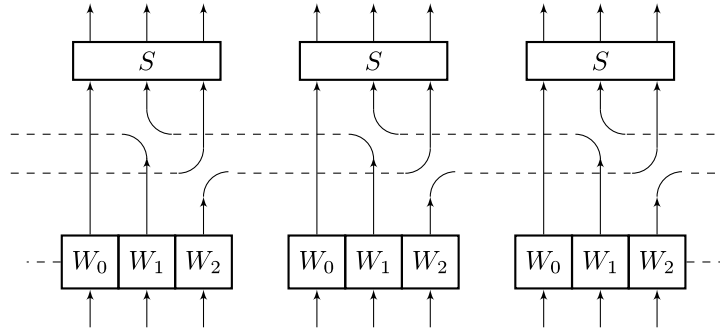 S S S
W₀ W₁ W₂ W₀ W₁ W₂ W₀ W₁ W₂